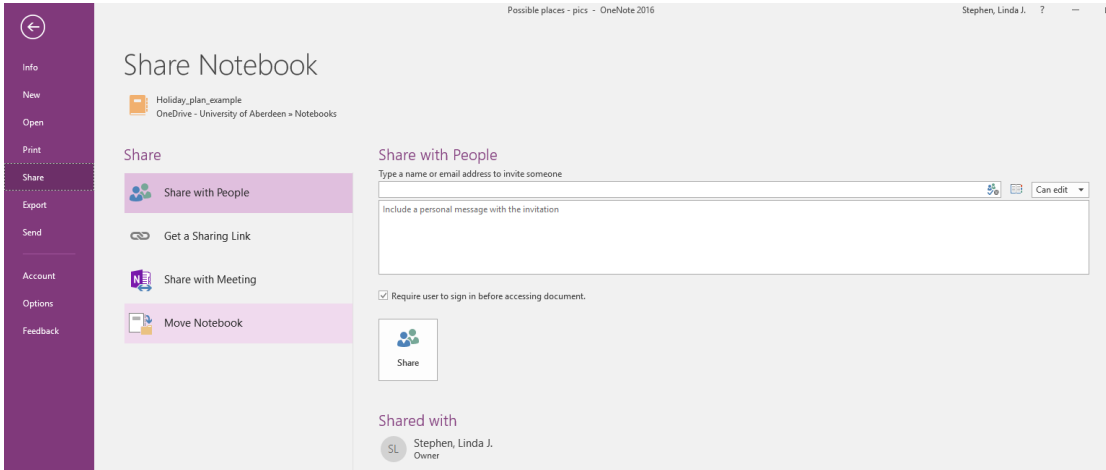 Possible places - pics - OneNote 2016
Stephen, Linda J. ?
Info
New
Open
Print
Share
Export
Send
Account
Options
Feedback
Share Notebook
Holiday_plan_example
OneDrive - University of Aberdeen » Notebooks
Share
Share with People
Get a Sharing Link
Share with Meeting
Move Notebook
Share with People
Type a name or email address to invite someone
Can edit
Include a personal message with the invitation
Require user to sign in before accessing document.
Share
Shared with
SL
Stephen, Linda J.
Owner